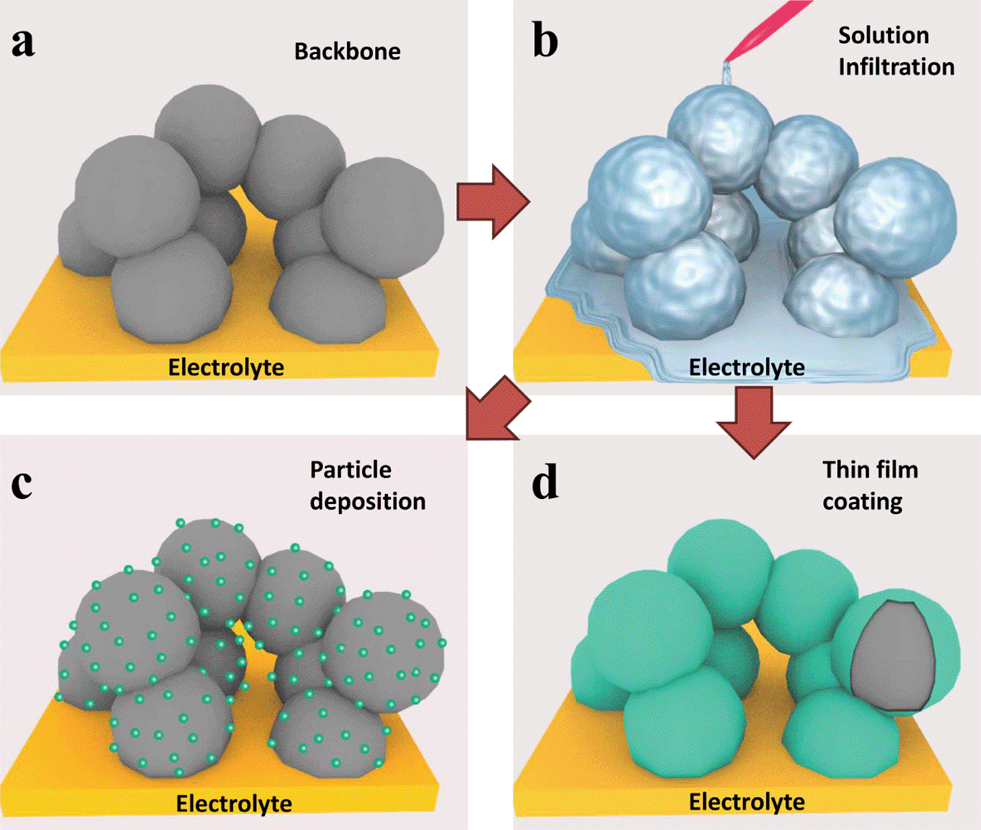 a
Backbone
Electrolyte
b
Solution
Infiltration
Electrolyte
c
Particle
deposition
Electrolyte
d
Thin film
coating
Electrolyte